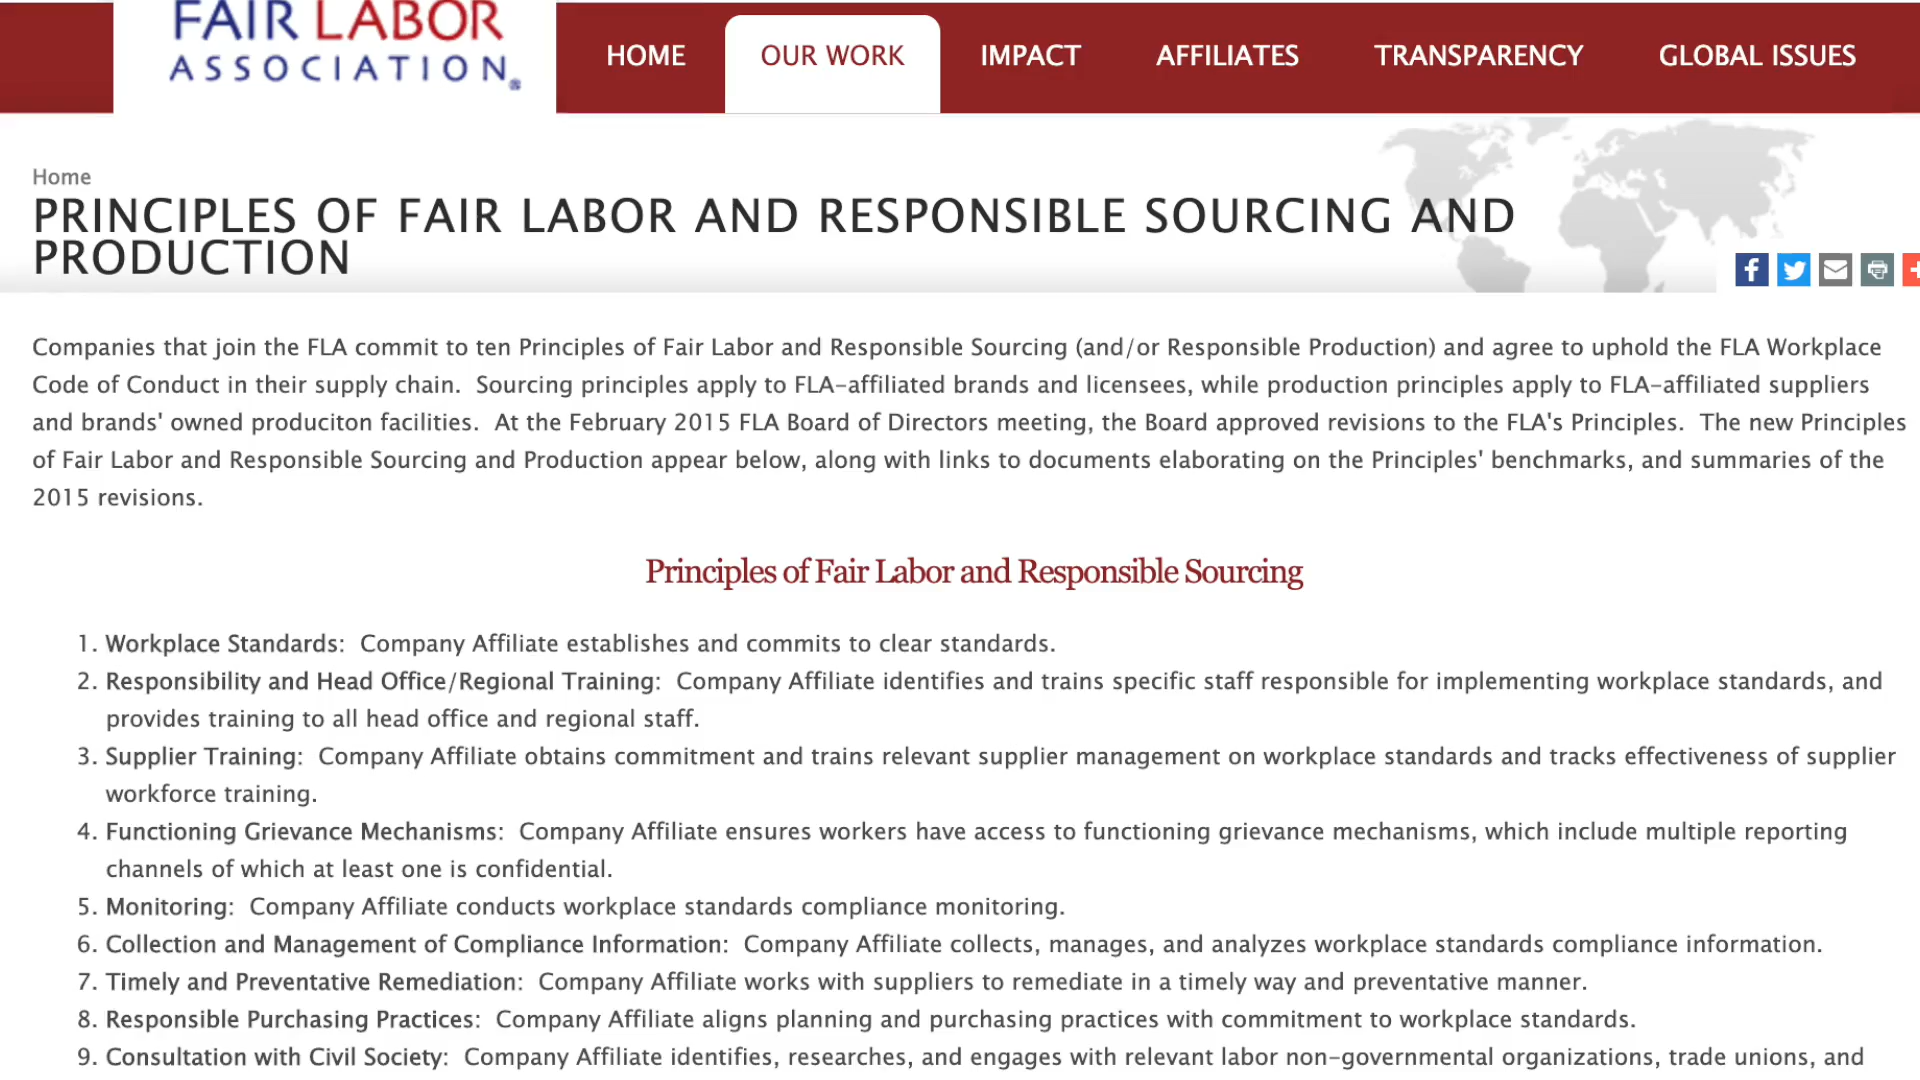 FAIR LABOR
ASSOCIATION®
HOME
OUR WORK
IMPACT
AFFILIATES
TRANSPARENCY
GLOBAL ISSUES
Home
PRINCIPLES OF FAIR LABOR AND RESPONSIBLE SOURCING AND
PRODUCTION
Companies that join the FLA commit to ten Principles of Fair Labor and Responsible Sourcing (and/or Responsible Production) and agree to uphold the FLA Workplace
Code of Conduct in their supply chain.  Sourcing principles apply to FLA-affiliated brands and licensees, while production principles apply to FLA-affiliated suppliers
and brands' owned produciton facilities.  At the February 2015 FLA Board of Directors meeting, the Board approved revisions to the FLA's Principles.  The new Principles
of Fair Labor and Responsible Sourcing and Production appear below, along with links to documents elaborating on the Principles' benchmarks, and summaries of the
2015 revisions.
Principles of Fair Labor and Responsible Sourcing
1. Workplace Standards:  Company Affiliate establishes and commits to clear standards.
2. Responsibility and Head Office/Regional Training:  Company Affiliate identifies and trains specific staff responsible for implementing workplace standards, and
provides training to all head office and regional staff.
3. Supplier Training:  Company Affiliate obtains commitment and trains relevant supplier management on workplace standards and tracks effectiveness of supplier
workforce training.
4. Functioning Grievance Mechanisms:  Company Affiliate ensures workers have access to functioning grievance mechanisms, which include multiple reporting
channels of which at least one is confidential.
5. Monitoring:  Company Affiliate conducts workplace standards compliance monitoring.
6. Collection and Management of Compliance Information:  Company Affiliate collects, manages, and analyzes workplace standards compliance information.
7. Timely and Preventative Remediation:  Company Affiliate works with suppliers to remediate in a timely way and preventative manner.
8. Responsible Purchasing Practices:  Company Affiliate aligns planning and purchasing practices with commitment to workplace standards.
9. Consultation with Civil Society:  Company Affiliate identifies, researches, and engages with relevant labor non-governmental organizations, trade unions, and